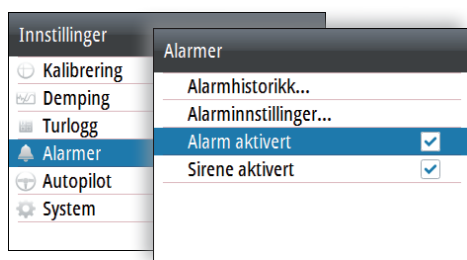 Innstillinger
Kalibrering
Demping
Turlogg
Alarmer
Autopilot
System
Alarmer
Alarmhistorikk...
Alarminnstillinger...
Alarm aktivert
Sirene aktivert